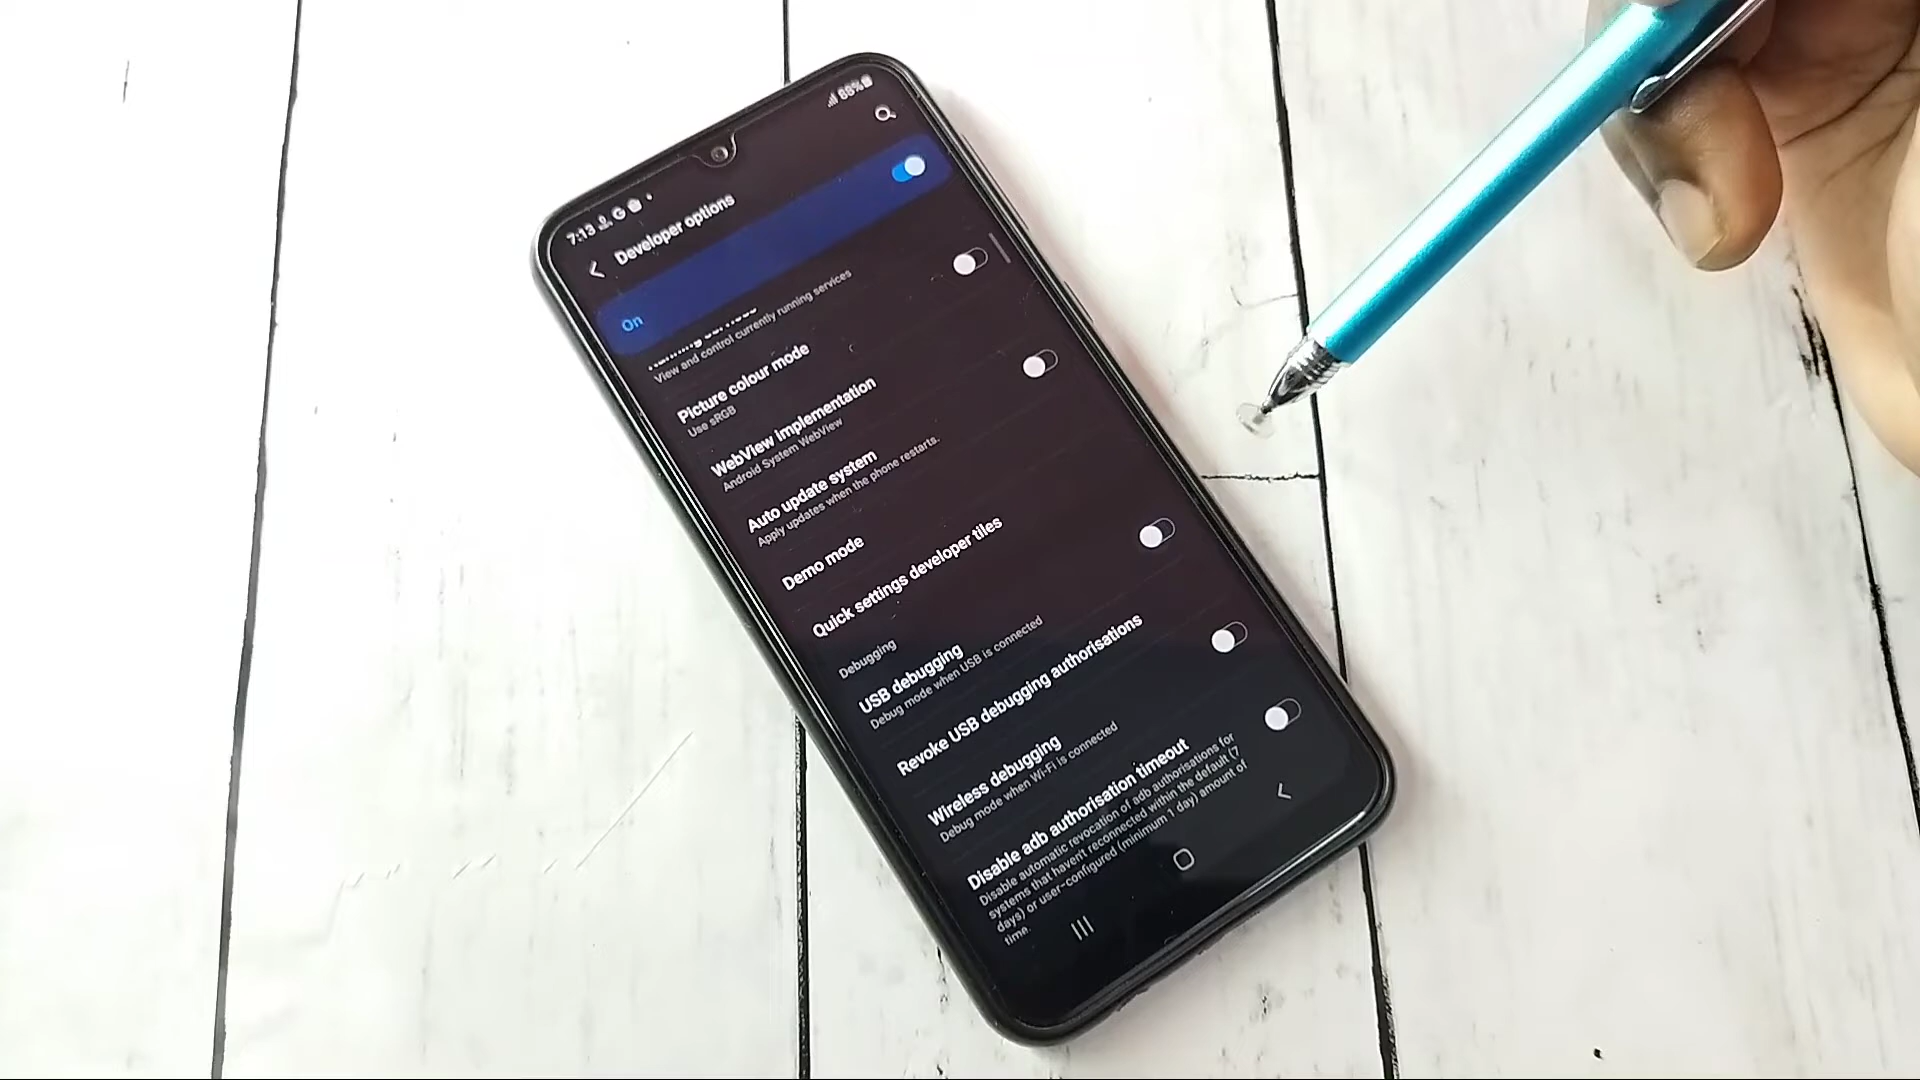 7:13
88%
Developer options
On
View and control currently running services
Picture colour mode
Use sRGB
WebView implementation
Android System WebView
Auto update system
Apply updates when the phone restarts.
Demo mode
Quick settings developer tiles
Debugging
USB debugging
Debug mode when USB is connected
Revoke USB debugging authorisations
Wireless debugging
Debug mode when Wi-Fi is connected
Disable adb authorisation timeout
Disable automatic revocation of adb authorisations for
systems that haven't reconnected within the default (7
days) or user-configured (minimum 1 day) amount of
time.